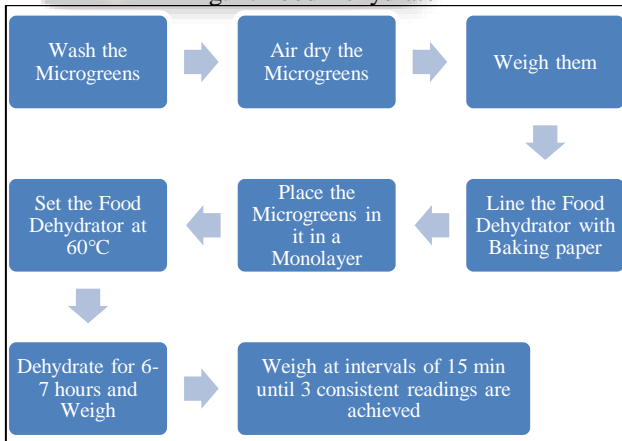 Wash the
Microgreens
Air dry the
Microgreens
Weigh them
Line the Food
Dehydrator with
Baking paper
Place the
Microgreens in
it in a
Monolayer
Set the Food
Dehydrator at
60°C
Dehydrate for 6-
7 hours and
Weigh
Weigh at intervals of 15 min
until 3 consistent readings are
achieved